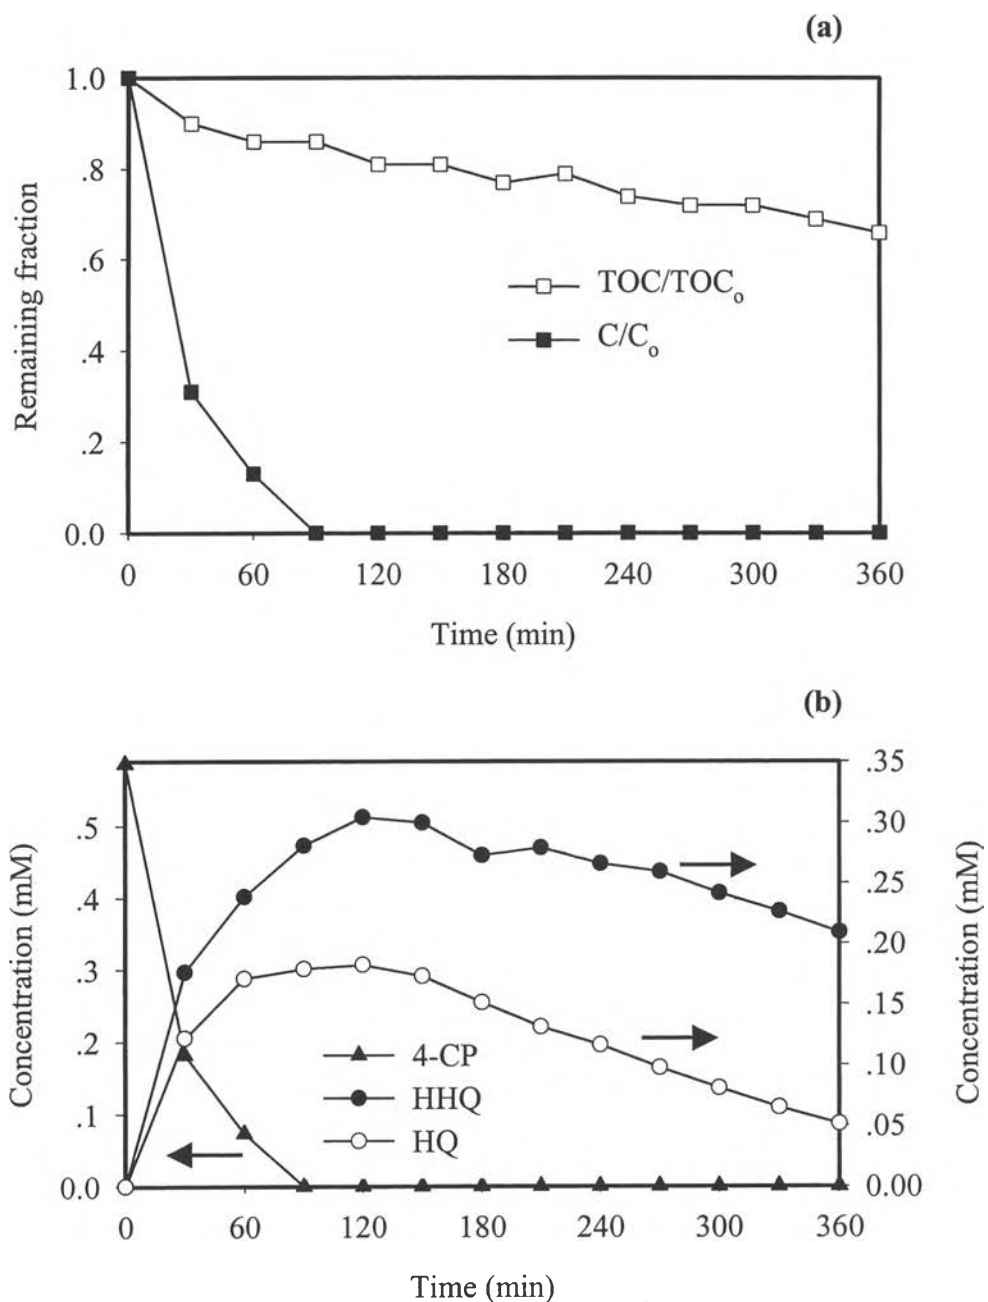 (a)
1.0
.8
.6
.4
.2
0.0
Remaining fraction
TOC/TOCo
C/Co
0 60 120 180 240 300 360
Time (min)
(b)
.5
.4
.3
.2
.1
0.0
Concentration (mM)
.35
.30
.25
.20
.15
.10
.05
0.00
Concentration (mM)
4-CP
HHQ
HQ
0 60 120 180 240 300 360
Time (min)